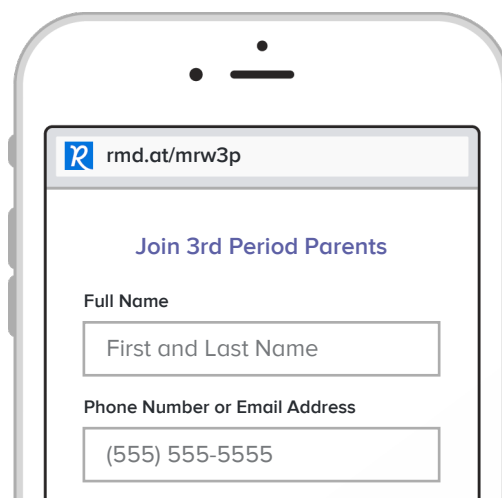 rmd.at/mrw3p
Join 3rd Period Parents
Full Name
First and Last Name
Phone Number or Email Address
(555) 555-5555